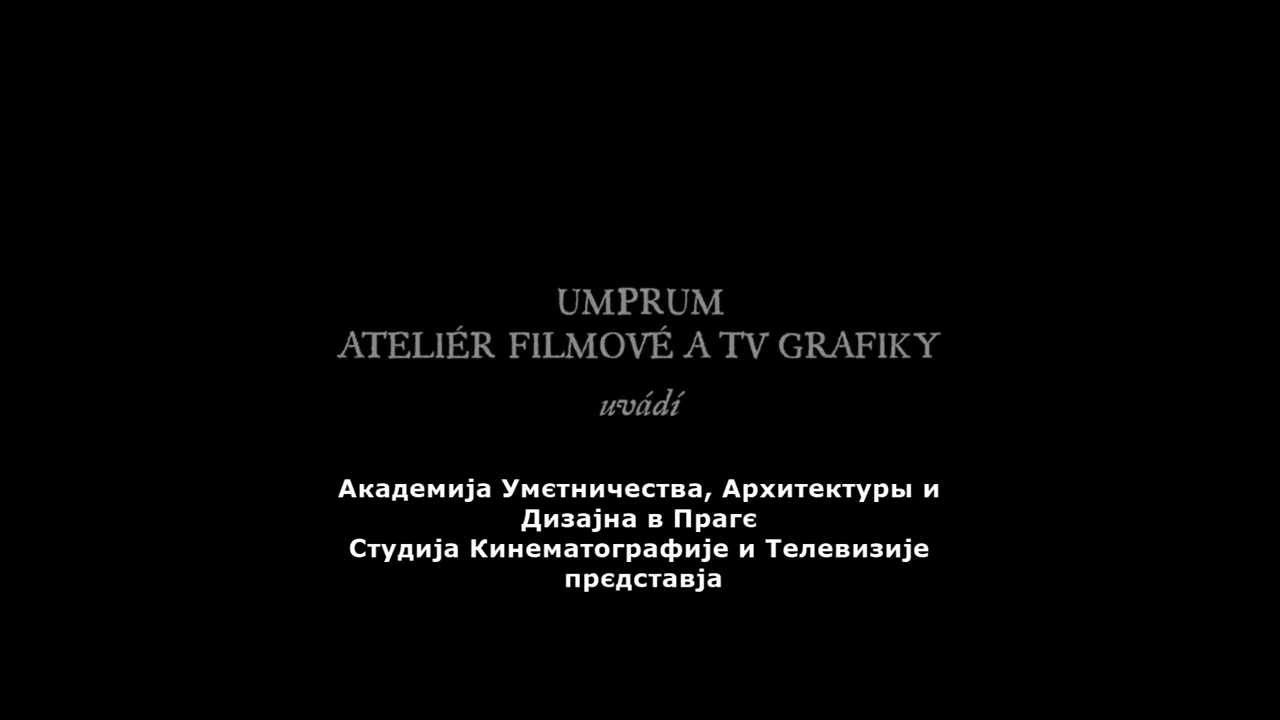 UMPRUM
ATELIÉR FILMOVÉ A TV GRAFIKY
uvádí
Академија Умєтничества, Архитектуры и
Дизајна в Прагє
Студија Кинематографије и Телевизије
прєдставја